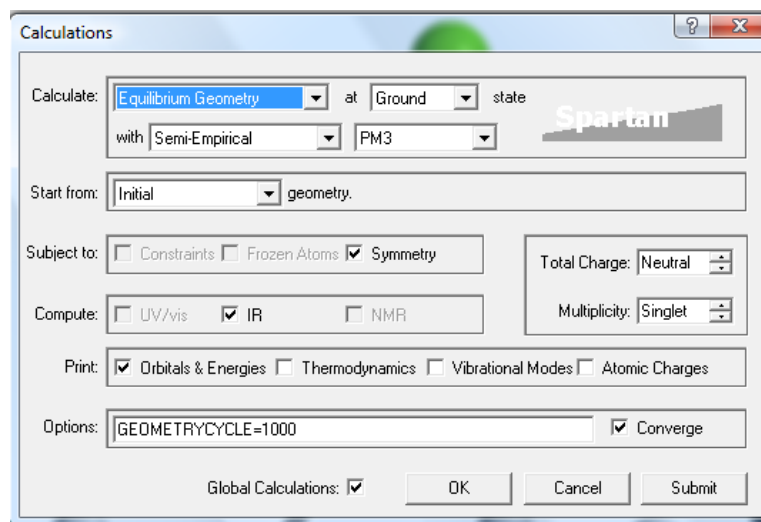 Calculations
?
X
Calculate: Equilibrium Geometry at Ground state
Spartan
with Semi-Empirical PM3
Start from: Initial geometry.
Subject to: Constraints Frozen Atoms Symmetry
Total Charge: Neutral
Compute: UV/vis IR NMR
Multiplicity: Singlet
Print: Orbitals & Energies Thermodynamics Vibrational Modes Atomic Charges
Options: GEOMETRYCYCLE=1000 Converge
Global Calculations: OK Cancel Submit